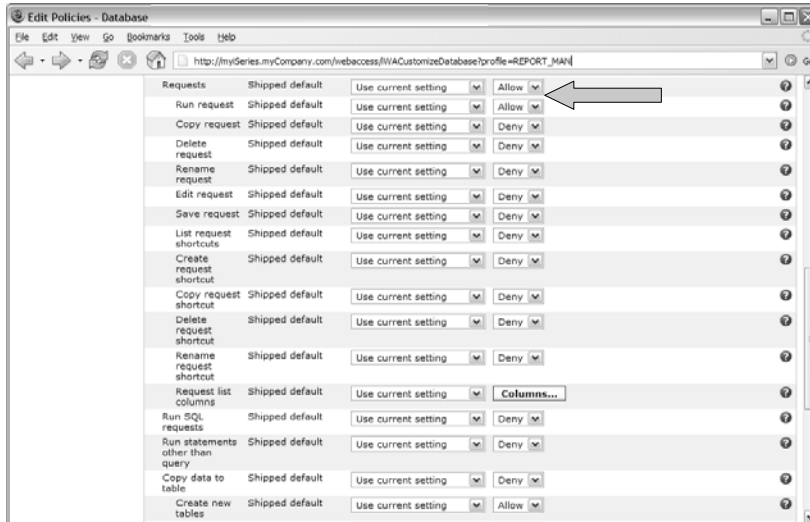 Edit Policies - Database
File Edit View Go Bookmarks Tools Help
http://myiSeries.myCompany.com/webaccess/iWACustomizeDatabase?profile=REPORT_MAN
Requests Shipped default Use current setting Allow
Run request Shipped default Use current setting Allow
Copy request Shipped default Use current setting Deny
Delete request Shipped default Use current setting Deny
Rename request Shipped default Use current setting Deny
Edit request Shipped default Use current setting Deny
Save request Shipped default Use current setting Deny
List request shortcuts Shipped default Use current setting Deny
Create request shortcut Shipped default Use current setting Deny
Copy request shortcut Shipped default Use current setting Deny
Delete request shortcut Shipped default Use current setting Deny
Rename request shortcut Shipped default Use current setting Deny
Request list columns Shipped default Use current setting Columns...
Run SQL requests Shipped default Use current setting Deny
Run statements other than query Shipped default Use current setting Deny
Copy data to table Shipped default Use current setting Deny
Create new tables Shipped default Use current setting Allow